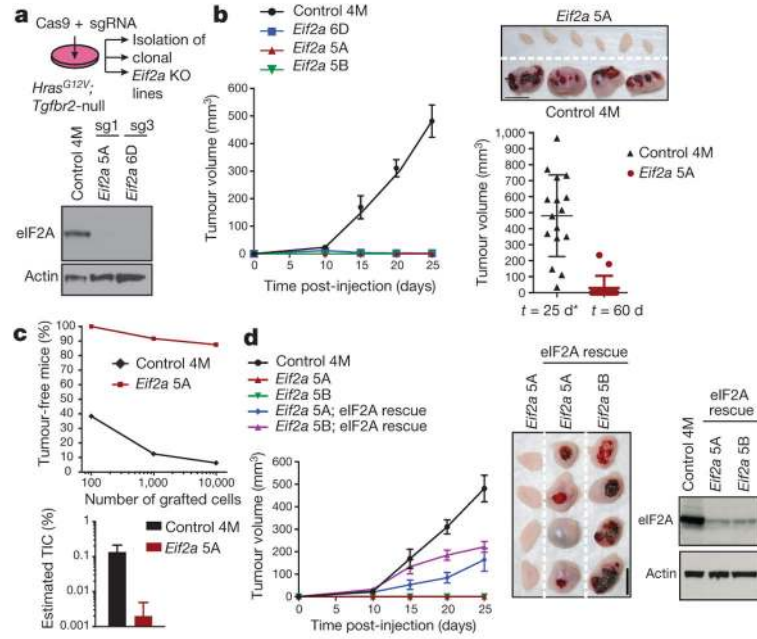 a
Cas9 + sgRNA
Isolation of
clonal
Eif2a KO
lines
HrasG12V;
Tgfbr2-null
sg1 sg3
Control 4M
Eif2a 5A
Eif2a 6D
eIF2A
Actin
b
Control 4M
Eif2a 6D
Eif2a 5A
Eif2a 5B
Tumour volume (mm3)
600
500
400
300
200
100
0
0 5 10 15 20 25
Time post-injection (days)
Eif2a 5A
Control 4M
Tumour volume (mm3)
1,000
900
800
700
600
500
400
300
200
100
0
Control 4M
Eif2a 5A
t = 25 d* t = 60 d
c
Tumour-free mice (%)
100
90
80
70
60
50
40
30
20
10
0
Control 4M
Eif2a 5A
100 1,000 10,000
Number of grafted cells
Control 4M
Eif2a 5A
Estimated TIC (%)
1
0.1
0.01
0.001
d
Control 4M
Eif2a 5A
Eif2a 5B
Eif2a 5A; eIF2A rescue
Eif2a 5B; eIF2A rescue
Tumour volume (mm3)
600
500
400
300
200
100
0
0 5 10 15 20 25
Time post-injection (days)
eIF2A rescue
Eif2a 5A
Eif2a 5A
Eif2a 5B
eIF2A
rescue
Control 4M
Eif2a 5A
Eif2a 5B
eIF2A
Actin